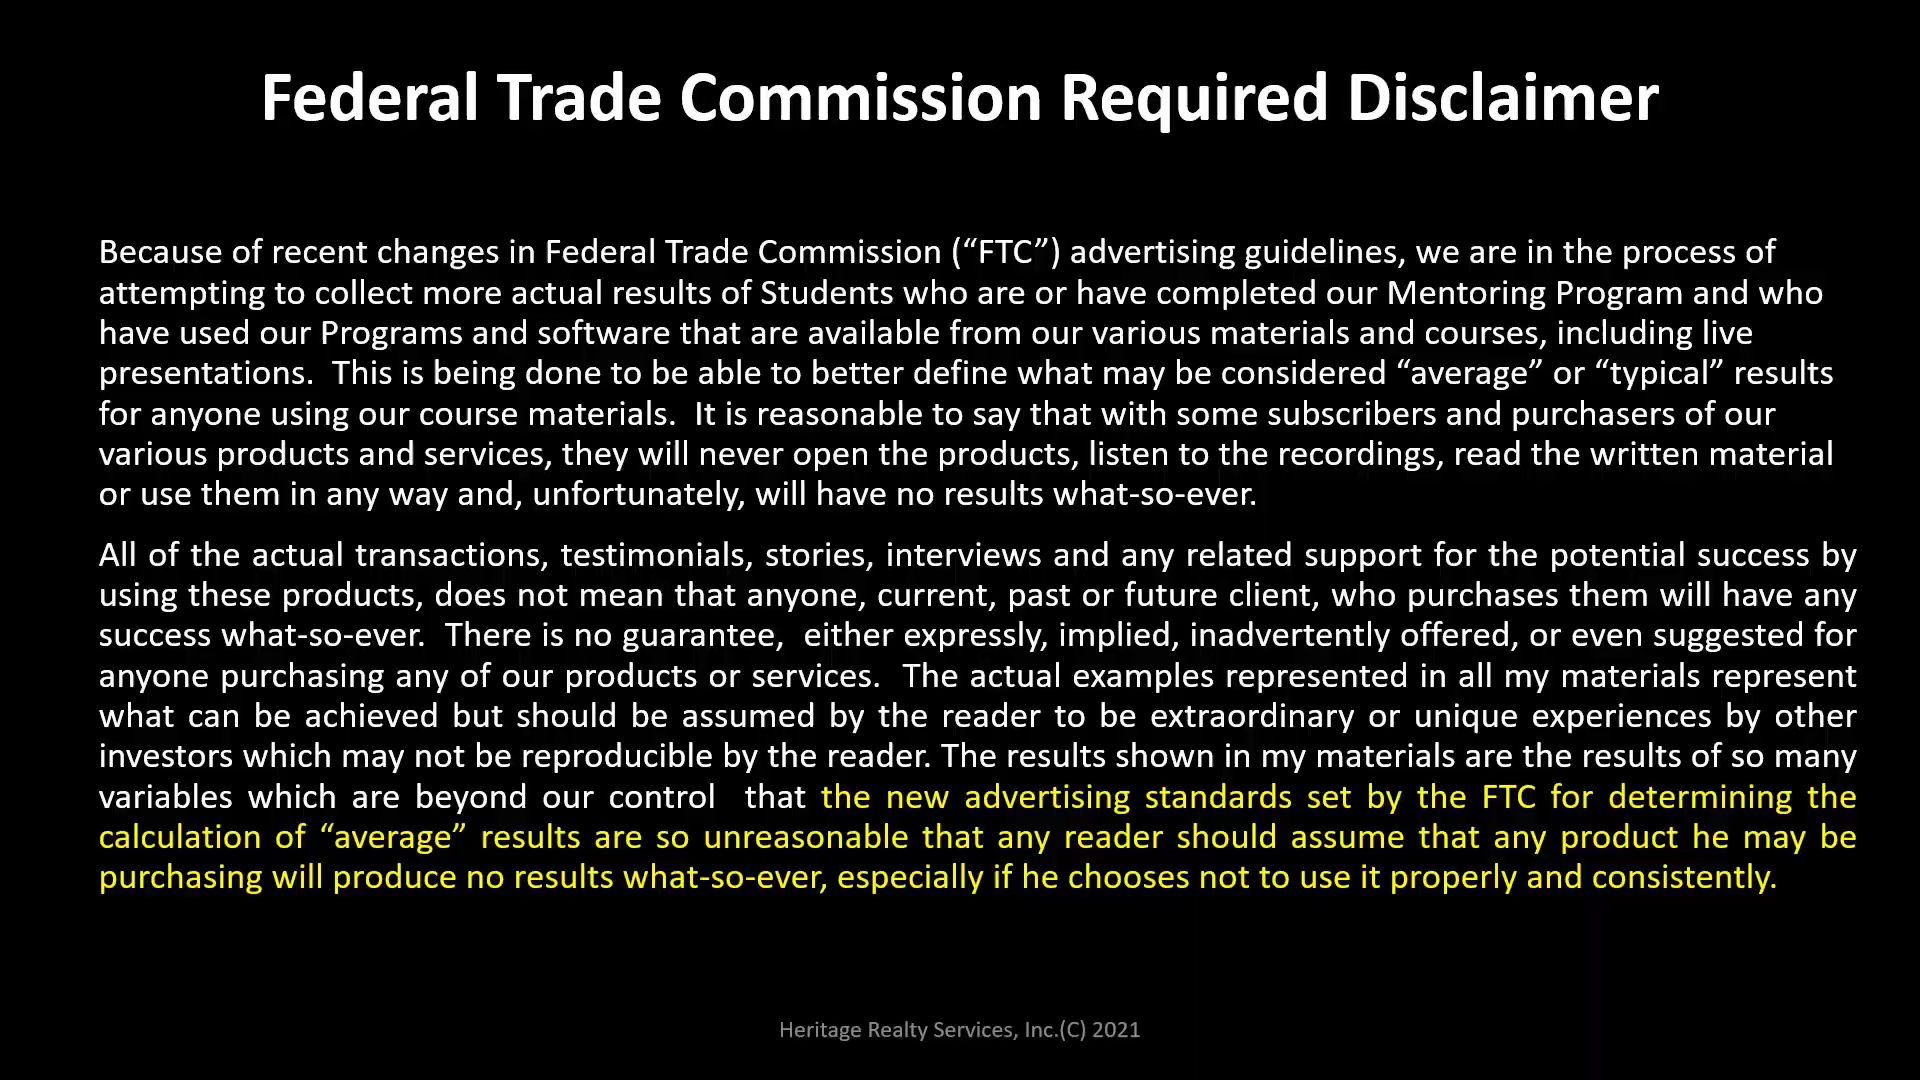 Federal Trade Commission Required Disclaimer
Because of recent changes in Federal Trade Commission (“FTC”) advertising guidelines, we are in the process of
attempting to collect more actual results of Students who are or have completed our Mentoring Program and who
have used our Programs and software that are available from our various materials and courses, including live
presentations.  This is being done to be able to better define what may be considered “average” or “typical” results
for anyone using our course materials.  It is reasonable to say that with some subscribers and purchasers of our
various products and services, they will never open the products, listen to the recordings, read the written material
or use them in any way and, unfortunately, will have no results what-so-ever.
All of the actual transactions, testimonials, stories, interviews and any related support for the potential success by
using these products, does not mean that anyone, current, past or future client, who purchases them will have any
success what-so-ever.  There is no guarantee,  either expressly, implied, inadvertently offered, or even suggested for
anyone purchasing any of our products or services.  The actual examples represented in all my materials represent
what can be achieved but should be assumed by the reader to be extraordinary or unique experiences by other
investors which may not be reproducible by the reader. The results shown in my materials are the results of so many
variables which are beyond our control  that the new advertising standards set by the FTC for determining the
calculation of “average” results are so unreasonable that any reader should assume that any product he may be
purchasing will produce no results what-so-ever, especially if he chooses not to use it properly and consistently.
Heritage Realty Services, Inc.(C) 2021